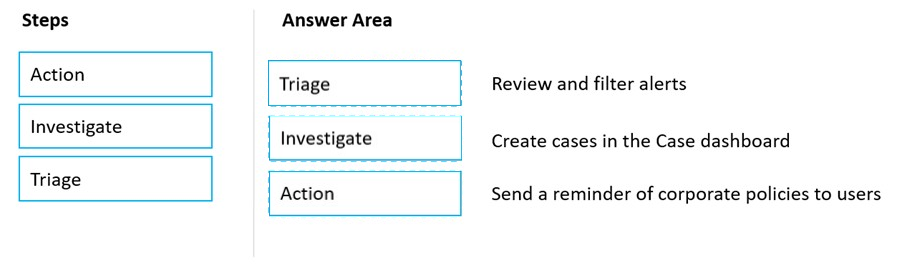 Steps
Answer Area
Action
Investigate
Triage
Triage
Review and filter alerts
Investigate
Create cases in the Case dashboard
Action
Send a reminder of corporate policies to users